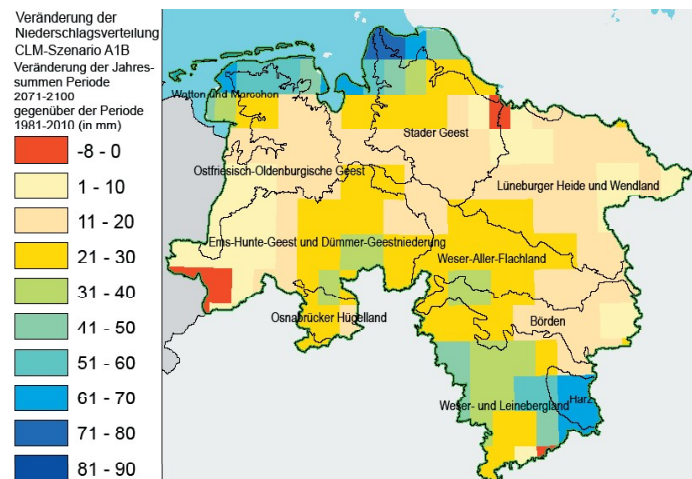 Veränderung der
Niederschlagsverteilung
CLM-Szenario A1B
Veränderung der Jahres-
summen Periode
2071-2100
gegenüber der Periode
1981-2010 (in mm)
-8 - 0
1 - 10
11 - 20
21 - 30
31 - 40
41 - 50
51 - 60
61 - 70
71 - 80
81 - 90
Watten und Marschen
Stader Geest
Ostfriesisch-Oldenburgische Geest
Lüneburger Heide und Wendland
Ems-Hunte-Geest und Dümmer-Geestniederung
Weser-Aller-Flachland
Osnabrücker Hügelland
Börden
Weser- und Leinebergland
Harz